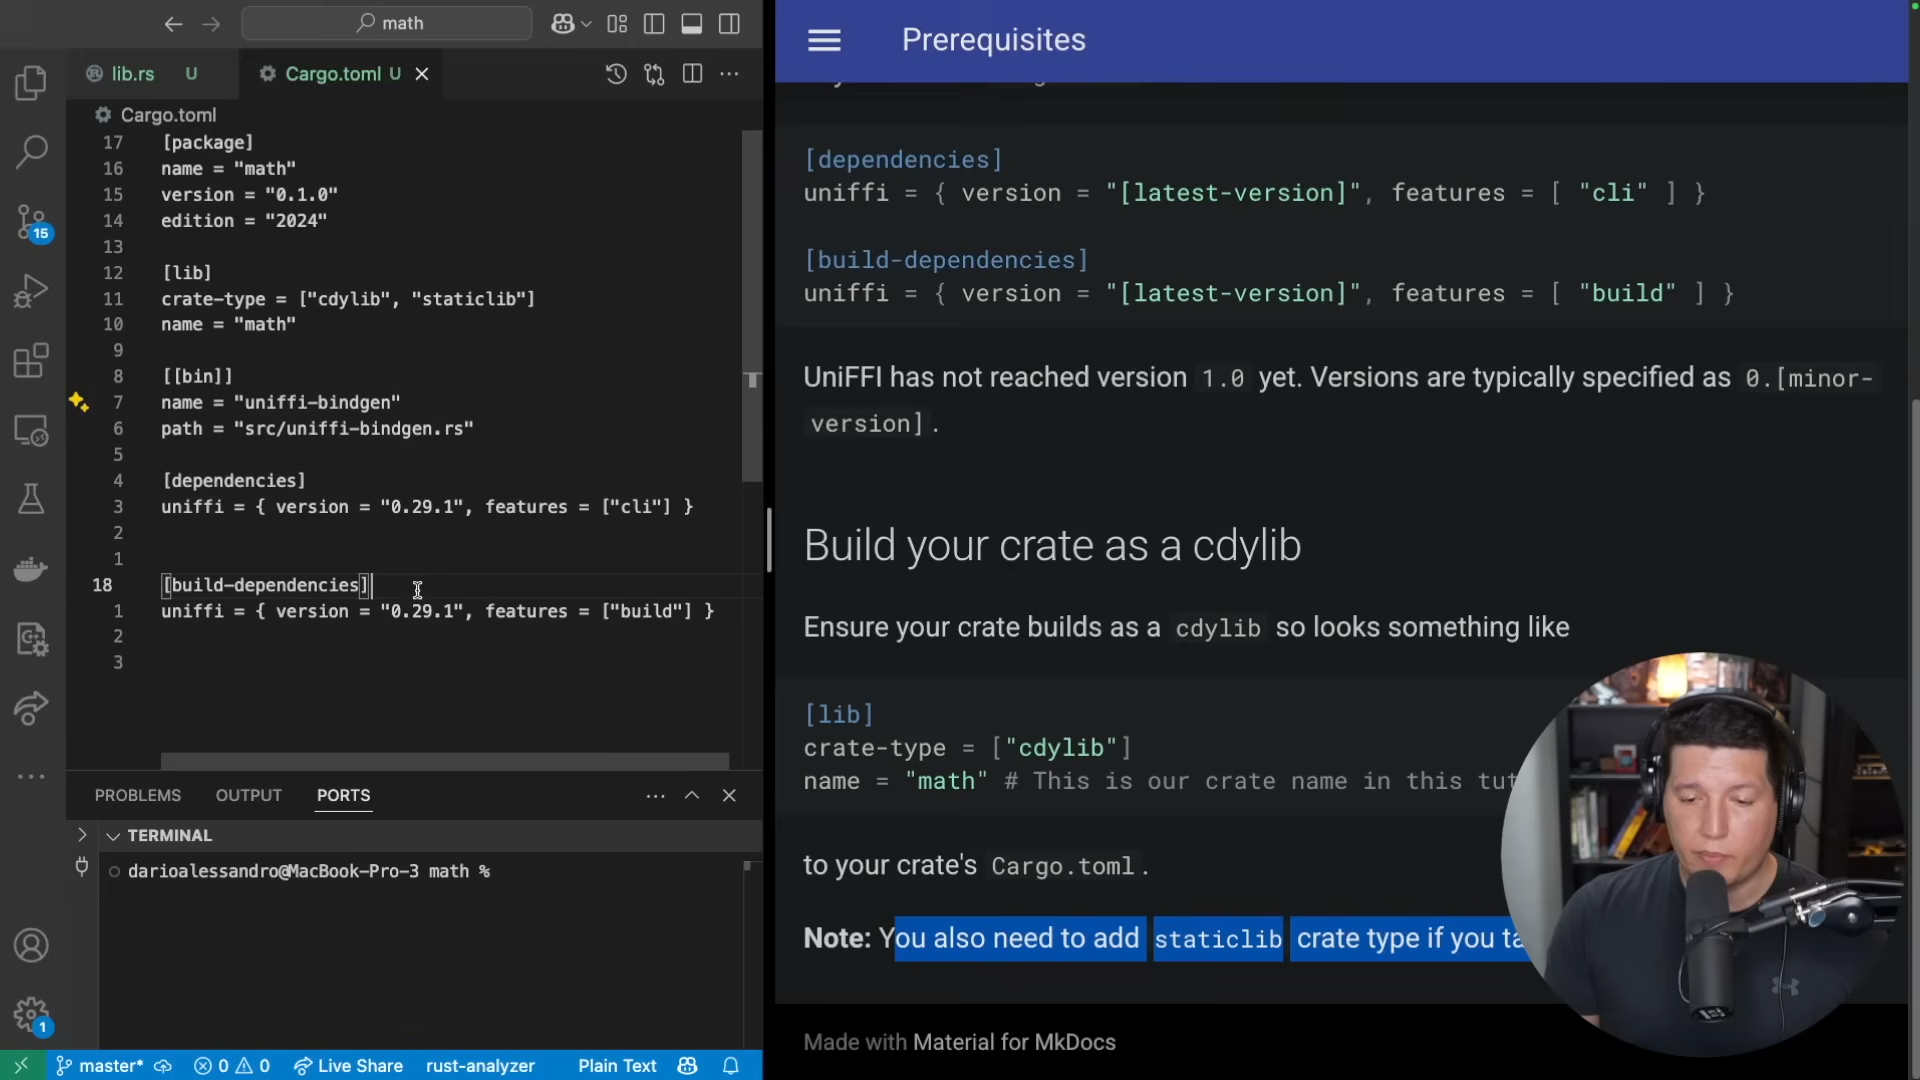 math
lib.rs U
Cargo.toml U
Cargo.toml
17 [package]
16 name = "math"
15 version = "0.1.0"
14 edition = "2024"
13
12 [lib]
11 crate-type = ["cdylib", "staticlib"]
10 name = "math"
9
8 [[bin]]
7 name = "uniffi-bindgen"
6 path = "src/uniffi-bindgen.rs"
5
4 [dependencies]
3 uniffi = { version = "0.29.1", features = ["cli"] }
2
1
18 [build-dependencies]
1 uniffi = { version = "0.29.1", features = ["build"] }
2
3
15
1
PROBLEMS OUTPUT PORTS
TERMINAL
darioalessandro@MacBook-Pro-3 math %
master* 0 0 Live Share rust-analyzer Plain Text
Prerequisites
[dependencies]
uniffi = { version = "[latest-version]", features = [ "cli" ] }
[build-dependencies]
uniffi = { version = "[latest-version]", features = [ "build" ] }
UniFFI has not reached version 1.0 yet. Versions are typically specified as 0.[minor-
version].
Build your crate as a cdylib
Ensure your crate builds as a cdylib so looks something like
[lib]
crate-type = ["cdylib"]
name = "math" # This is our crate name in this tut
to your crate's Cargo.toml.
Note: You also need to add staticlib crate type if you ta
Made with Material for MkDocs